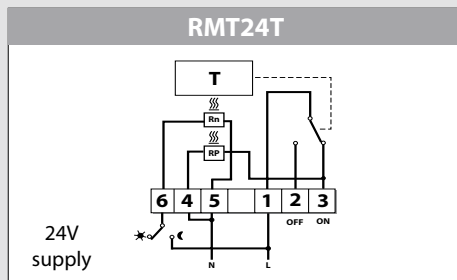 RMT24T
T
Rn
RP
6 4 5 1 2 3
OFF ON
24V
supply
N L